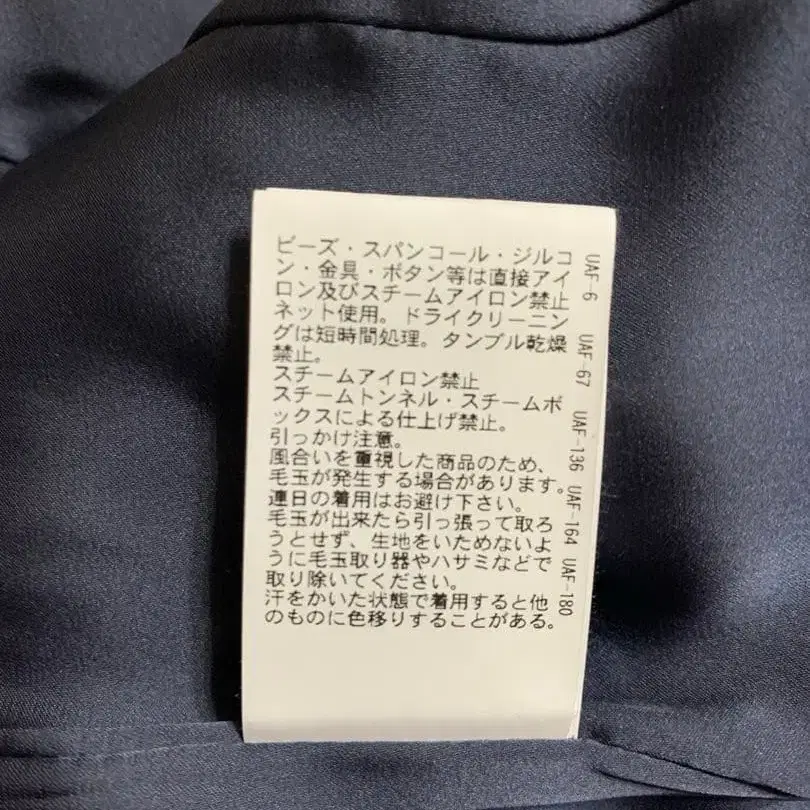 ビーズ・スパンコール・ジルコ
ン・金具・ボタン等は直接アイ
ロン及びスチームアイロン禁止
ネット使用。ドライクリーニン
グは短時間処理。タンブル乾燥
禁止。
スチームアイロン禁止
スチームトンネル・スチームボ
ックスによる仕上げ禁止。
引っかけ注意。
風合いを重視した商品のため、
毛玉が発生する場合があります。
連日の着用はお避け下さい。
毛玉が出来たら引っ張って取ろ
うとせず、生地をいためないよ
うに毛玉取り器やハサミなどで
取り除いてください。
汗をかいた状態で着用すると他
のものに色移りすることがある。
UAF-6 UAF-67 UAF-136 UAF-164 UAF-180